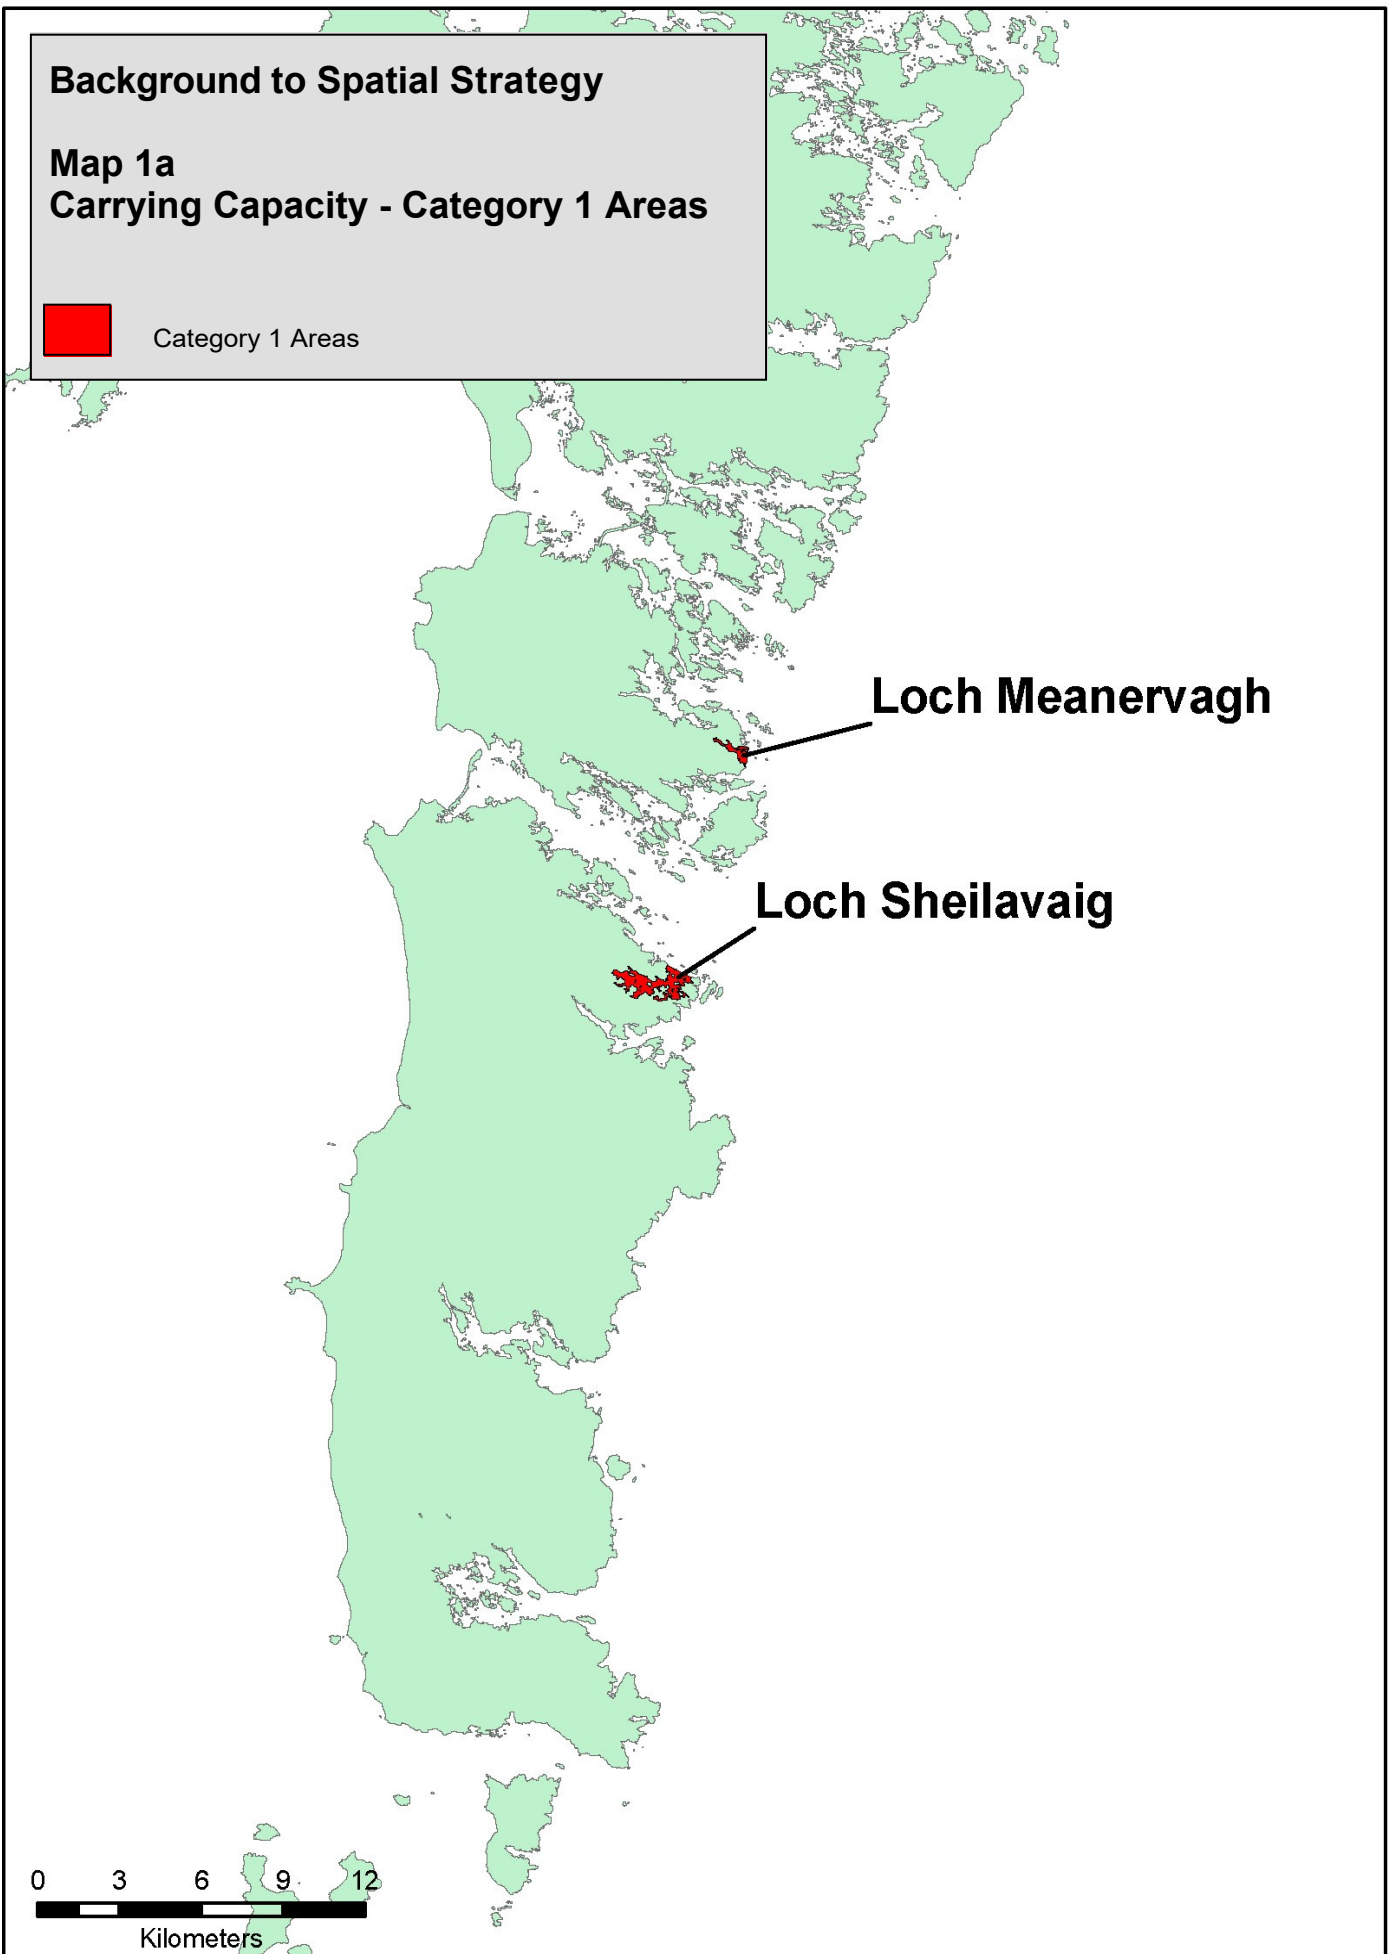 Background to Spatial Strategy
Map 1a
Carrying Capacity - Category 1 Areas
Category 1 Areas
Loch Meanervagh
Loch Sheilavaig
0 3 6 9 12
Kilometers